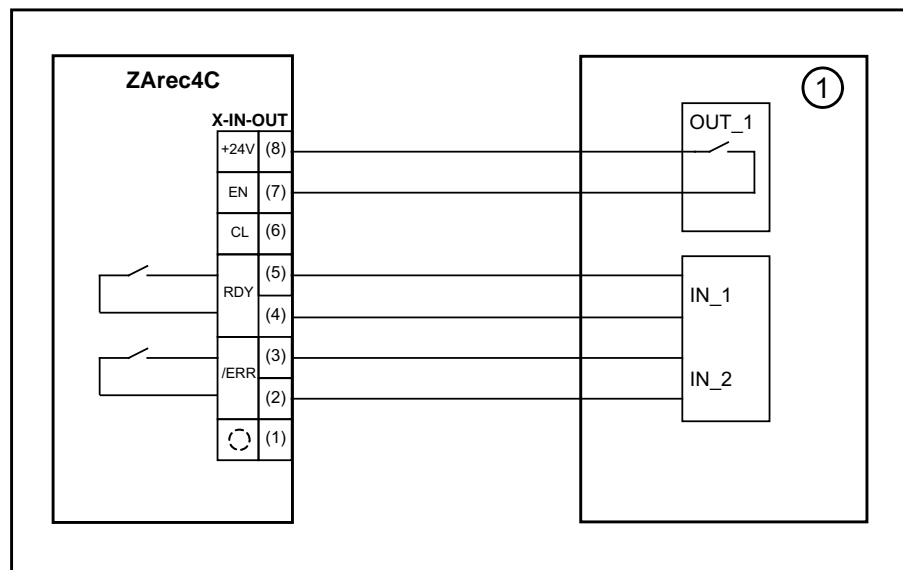 ZArec4C
1
X-IN-OUT
OUT_1
+24V (8)
EN (7)
CL (6)
RDY (5)
(4)
IN_1
/ERR (3)
(2)
IN_2
(1)